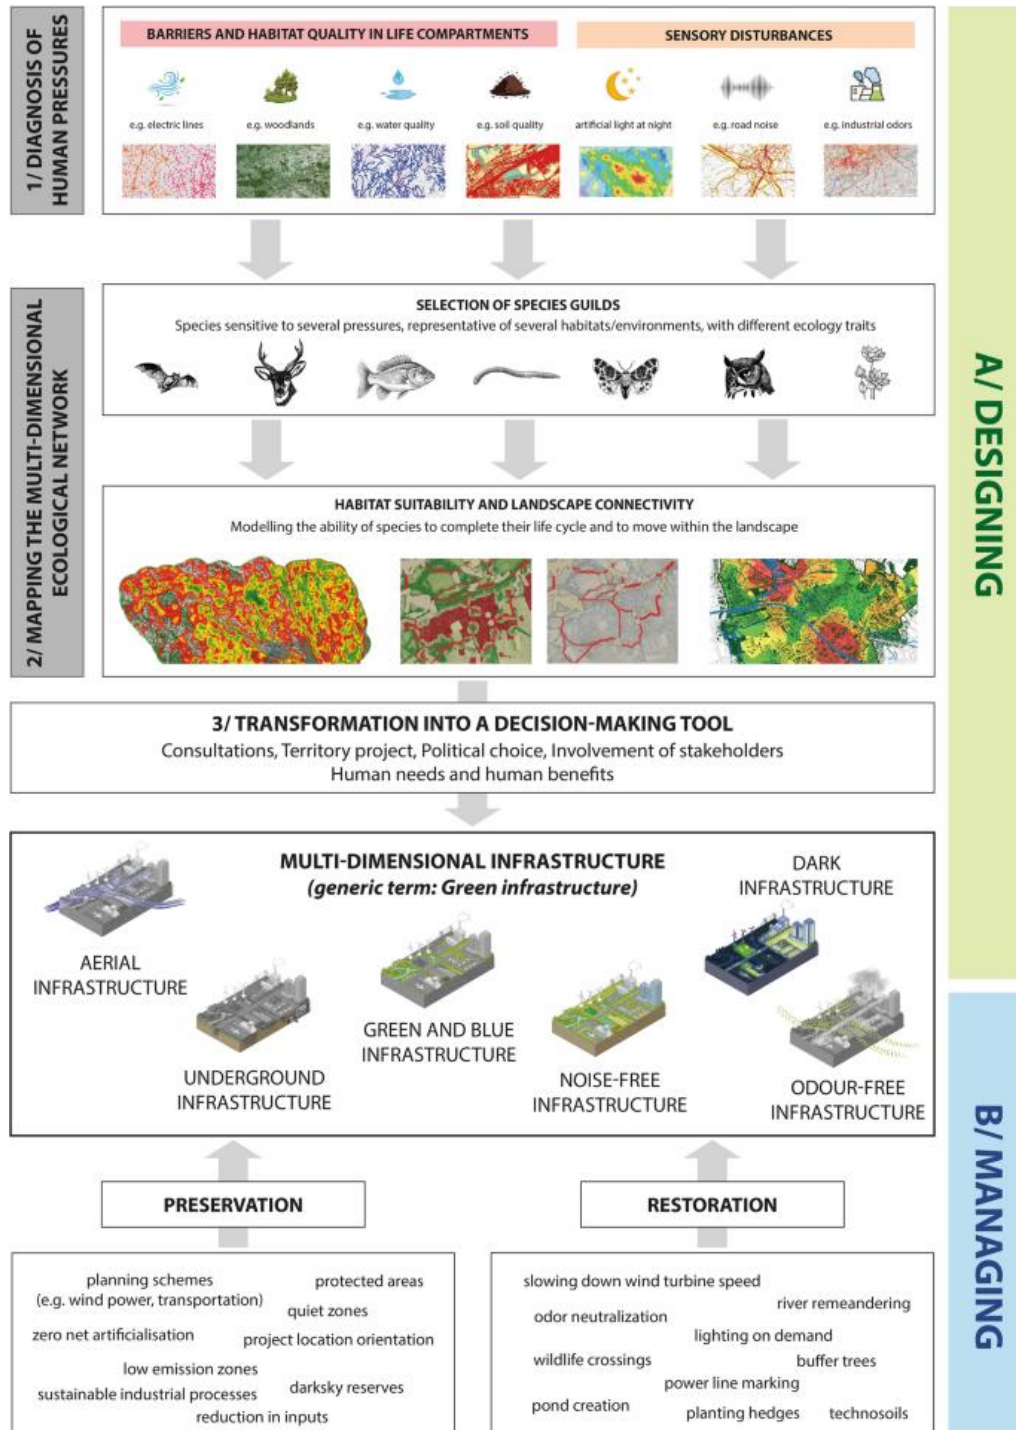 1/ DIAGNOSIS OF
HUMAN PRESSURES
BARRIERS AND HABITAT QUALITY IN LIFE COMPARTMENTS
SENSORY DISTURBANCES
e.g. electric lines
e.g. woodlands
e.g. water quality
e.g. soil quality
artificial light at night
e.g. road noise
e.g. industrial odors
2/ MAPPING THE MULTI-DIMENSIONAL
ECOLOGICAL NETWORK
SELECTION OF SPECIES GUILDS
Species sensitive to several pressures, representative of several habitats/environments, with different ecology traits
HABITAT SUITABILITY AND LANDSCAPE CONNECTIVITY
Modelling the ability of species to complete their life cycle and to move within the landscape
A/ DESIGNING
3/ TRANSFORMATION INTO A DECISION-MAKING TOOL
Consultations, Territory project, Political choice, Involvement of stakeholders
Human needs and human benefits
MULTI-DIMENSIONAL INFRASTRUCTURE
(generic term: Green infrastructure)
AERIAL
INFRASTRUCTURE
UNDERGROUND
INFRASTRUCTURE
GREEN AND BLUE
INFRASTRUCTURE
NOISE-FREE
INFRASTRUCTURE
DARK
INFRASTRUCTURE
ODOUR-FREE
INFRASTRUCTURE
B/ MANAGING
PRESERVATION
planning schemes
(e.g. wind power, transportation)
protected areas
quiet zones
zero net artificialisation
project location orientation
low emission zones
sustainable industrial processes
darksky reserves
reduction in inputs
RESTORATION
slowing down wind turbine speed
river remeandering
odor neutralization
lighting on demand
wildlife crossings
buffer trees
power line marking
pond creation
planting hedges
technosoils